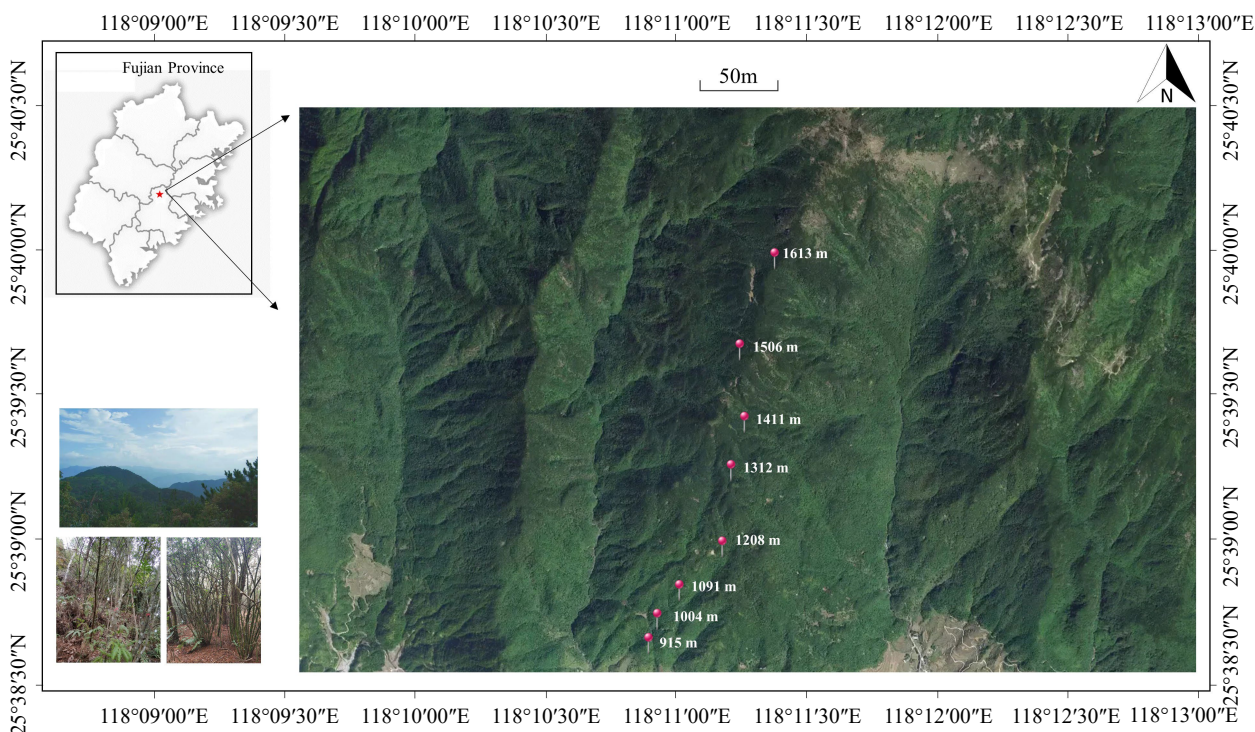 118°09′00″E 118°09′30″E 118°10′00″E 118°10′30″E 118°11′00″E 118°11′30″E 118°12′00″E 118°12′30″E 118°13′00″E
Fujian Province
50m
N
25°40′30″N 25°40′30″N
25°40′00″N 25°40′00″N
1613 m
1506 m
25°39′30″N 25°39′30″N
1411 m
1312 m
25°39′00″N 25°39′00″N
1208 m
1091 m
1004 m
915 m
25°38′30″N 25°38′30″N
118°09′00″E 118°09′30″E 118°10′00″E 118°10′30″E 118°11′00″E 118°11′30″E 118°12′00″E 118°12′30″E 118°13′00″E